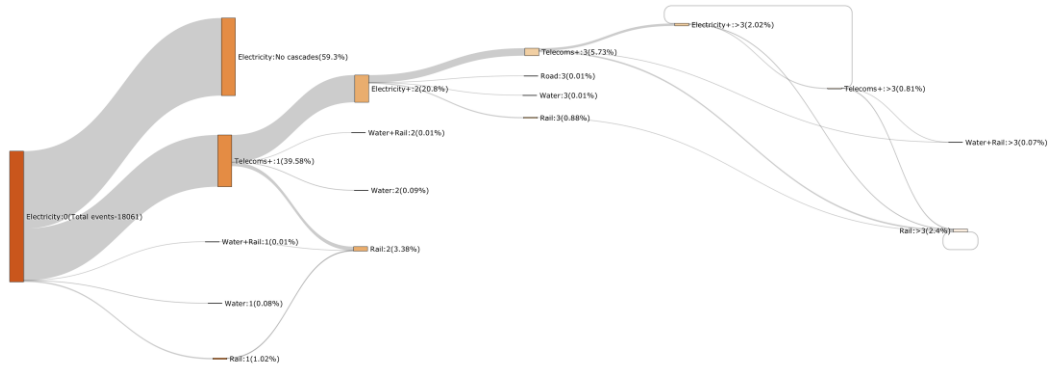 Electricity+:>3(2.02%)
Electricity:No cascades(59.3%)
Telecoms+:3(5.73%)
Road:3(0.01%)
Electricity+:2(20.8%)
Telecoms+:>3(0.81%)
Water:3(0.01%)
Rail:3(0.88%)
Water+Rail:2(0.01%)
Water+Rail:>3(0.07%)
Telecoms+:1(39.58%)
Water:2(0.09%)
Electricity:0(Total events-18061)
Rail:>3(2.4%)
Water+Rail:1(0.01%)
Rail:2(3.38%)
Water:1(0.08%)
Rail:1(1.02%)